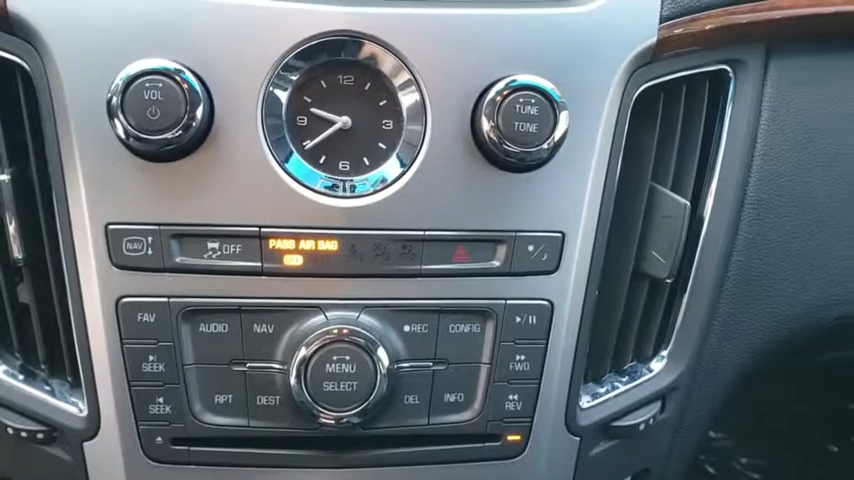 VOL
12
9
3
6
TUNE
TONE
NAV
OFF
PASS AIR BAG
FAV
AUDIO
NAV
REC
CONFIG
SEEK
MENU
SELECT
FWD
SEEK
RPT
DEST
DEL
INFO
REV